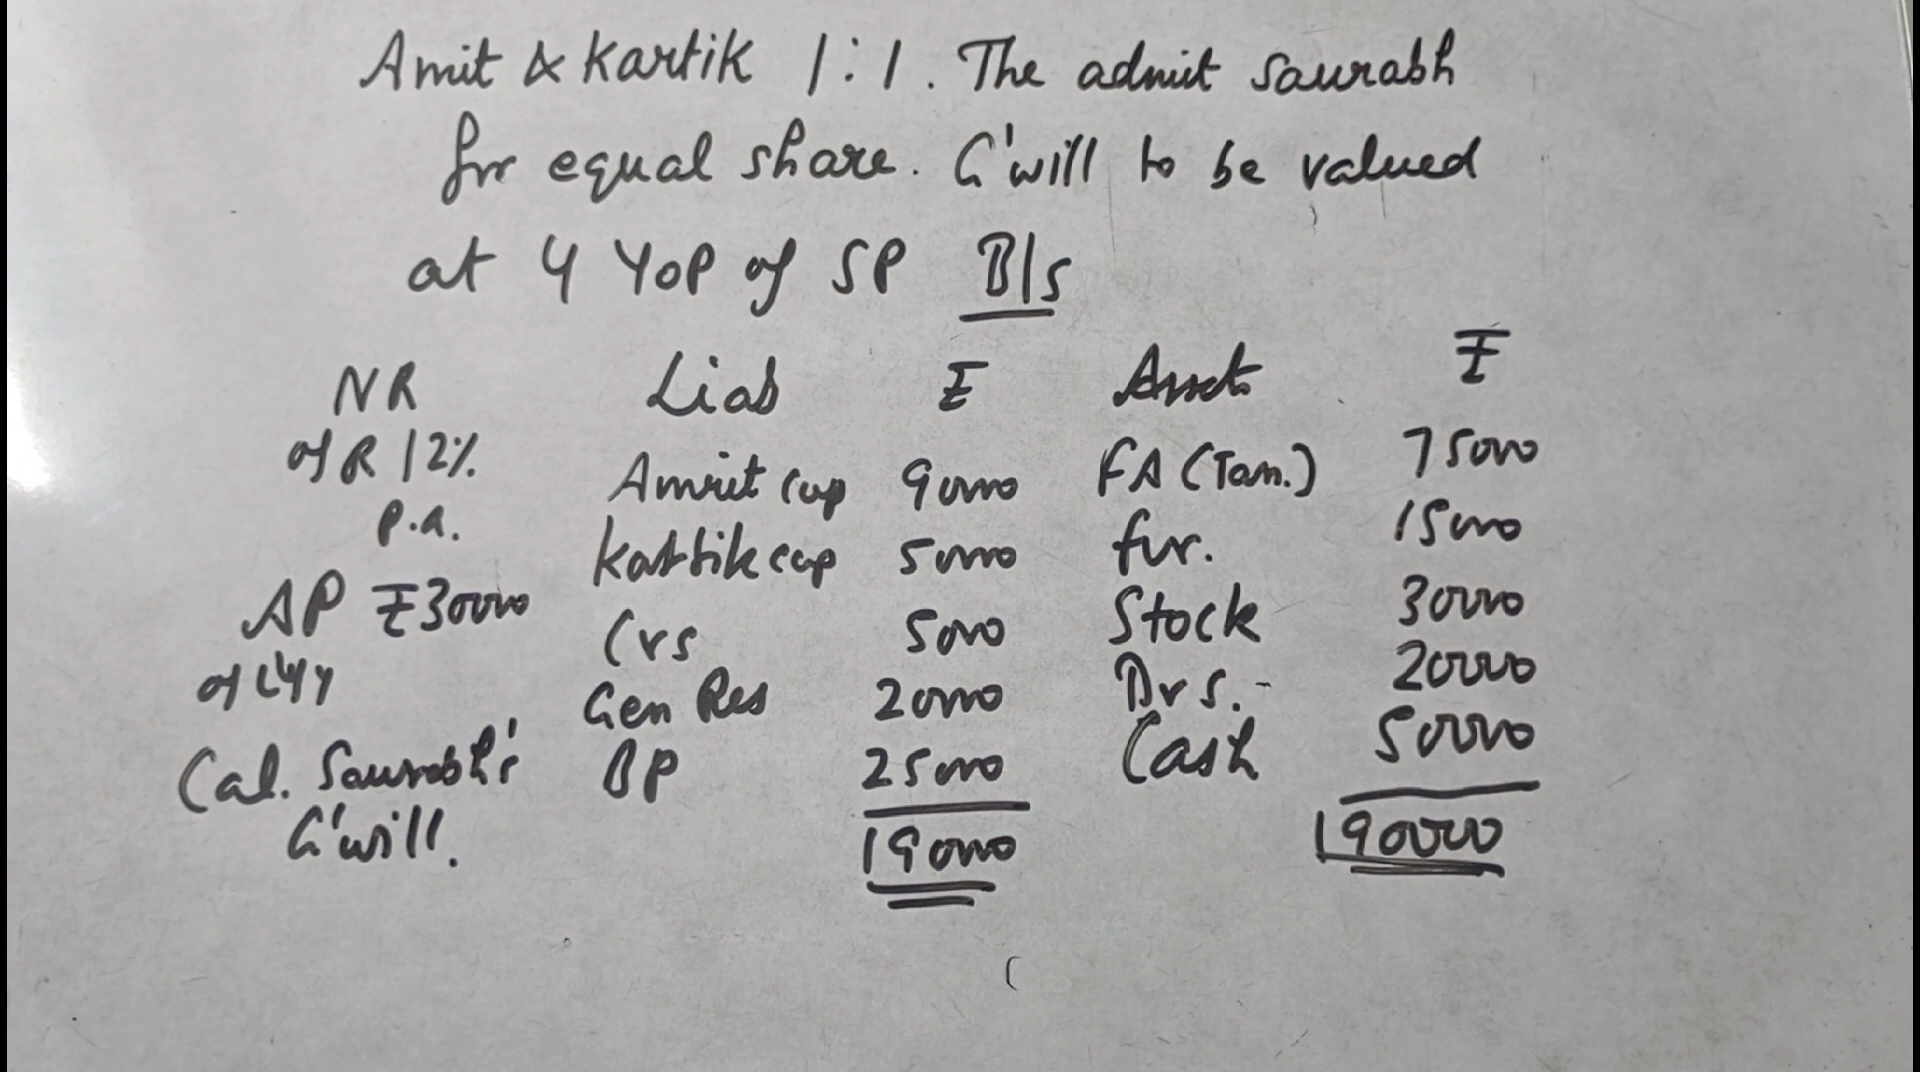 Amit & Kartik 1:1. The admit Saurabh
for equal share. G'will to be valued
at 4 YoP of SP B/s
NR Liab ₹ Assets ₹
of R 12% Amit cap 90000 FA (Tan.) 75000
p.a. Kartik cap 50000 fur. 15000
AP ₹30000 Crs 5000 Stock 30000
of L4Y Gen Res 20000 Drs.- 20000
Cal. Saurabh's BP 25000 Cash 50000
G'will. 190000 190000